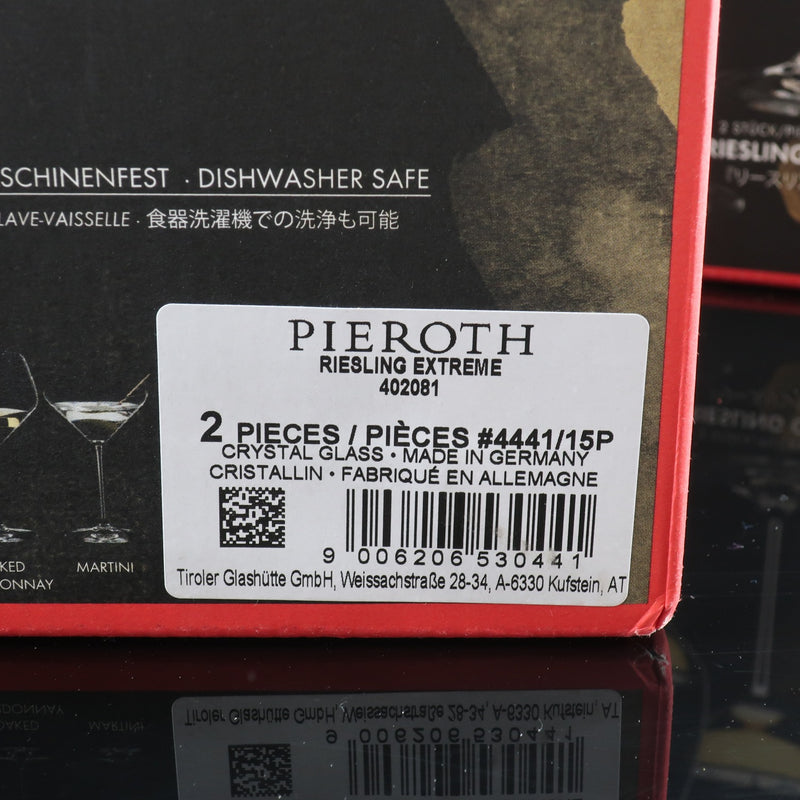 SCHINENFEST · DISHWASHER SAFE
LAVE-VAISSELLE · 食器洗濯機での洗浄も可能
RIESLING
PIEROTH
RIESLING EXTREME
402081
2 PIECES / PIÈCES #4441/15P
CRYSTAL GLASS • MADE IN GERMANY
CRISTALLIN • FABRIQUÉ EN ALLEMAGNE
9 006206 530441
Tiroler Glashütte GmbH, Weissachstraße 28-34, A-6330 Kufstein, AT
KED
ONNAY
MARTINI